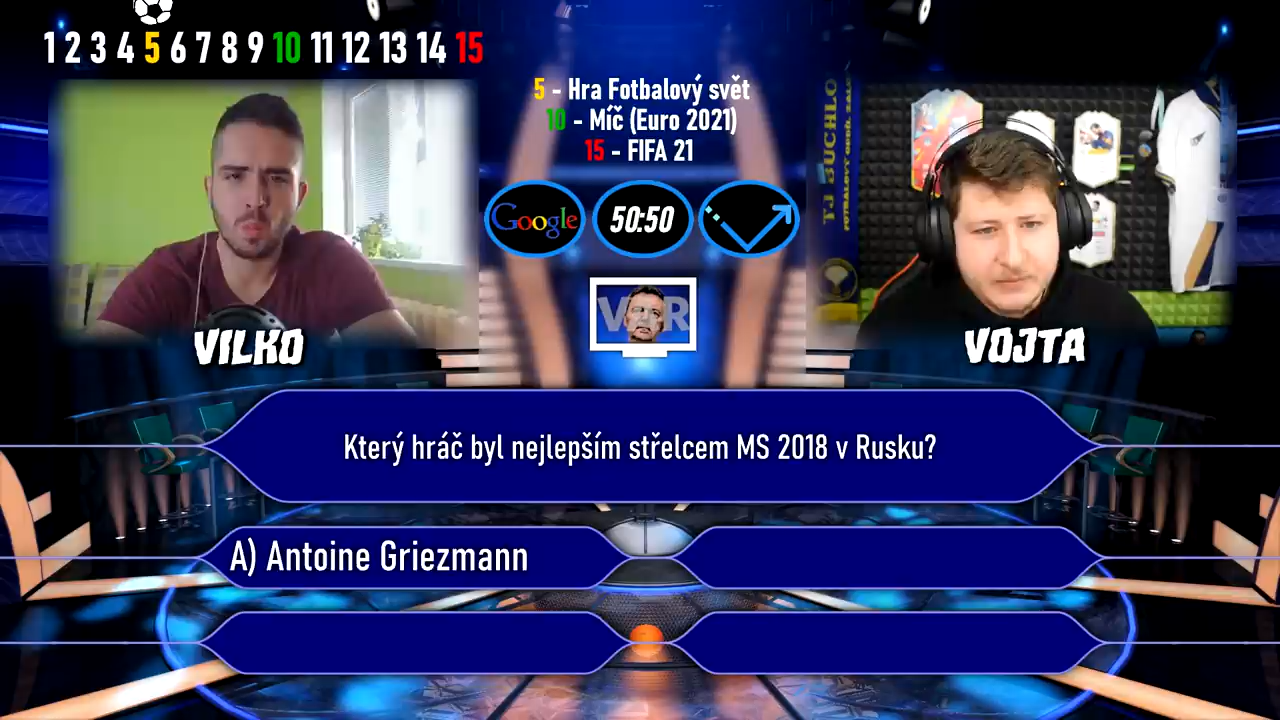 1 2 3 4 5 6 7 8 9 10 11 12 13 14 15
5 - Hra Fotbalový svět
10 - Míč (Euro 2021)
15 - FIFA 21
Google
50:50
VAR
TJ BUCHLO
VILKO
VOJTA
Který hráč byl nejlepším střelcem MS 2018 v Rusku?
A) Antoine Griezmann